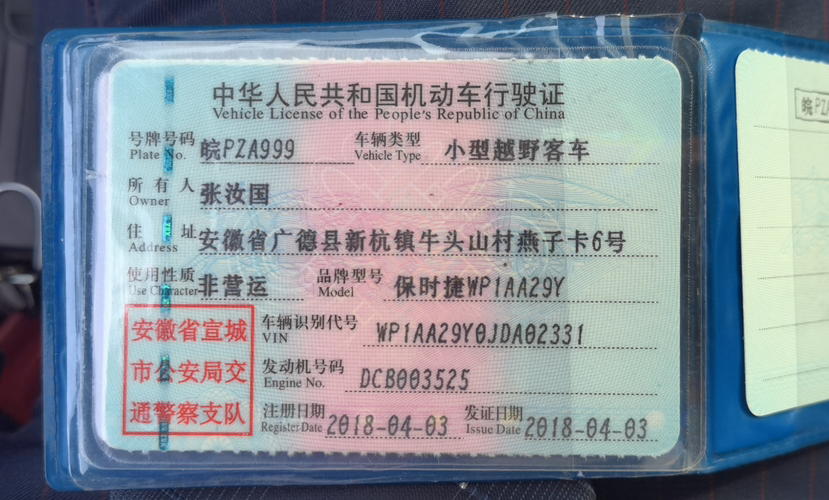 中华人民共和国机动车行驶证
Vehicle License of the People's Republic of China
号牌号码 皖PZA999 车辆类型 小型越野客车
Plate No. Vehicle Type
所有人 张汝国
Owner
住址 安徽省广德县新杭镇牛头山村燕子卡6号
Address
使用性质 非营运 品牌型号 保时捷WP1AA29Y
Use Character Model
车辆识别代号 WP1AA29Y0JDA02331
VIN
发动机号码 DCB003525
Engine No.
注册日期 2018-04-03 发证日期 2018-04-03
Register Date Issue Date
安徽省宣城
市公安局交
通警察支队
皖PZ